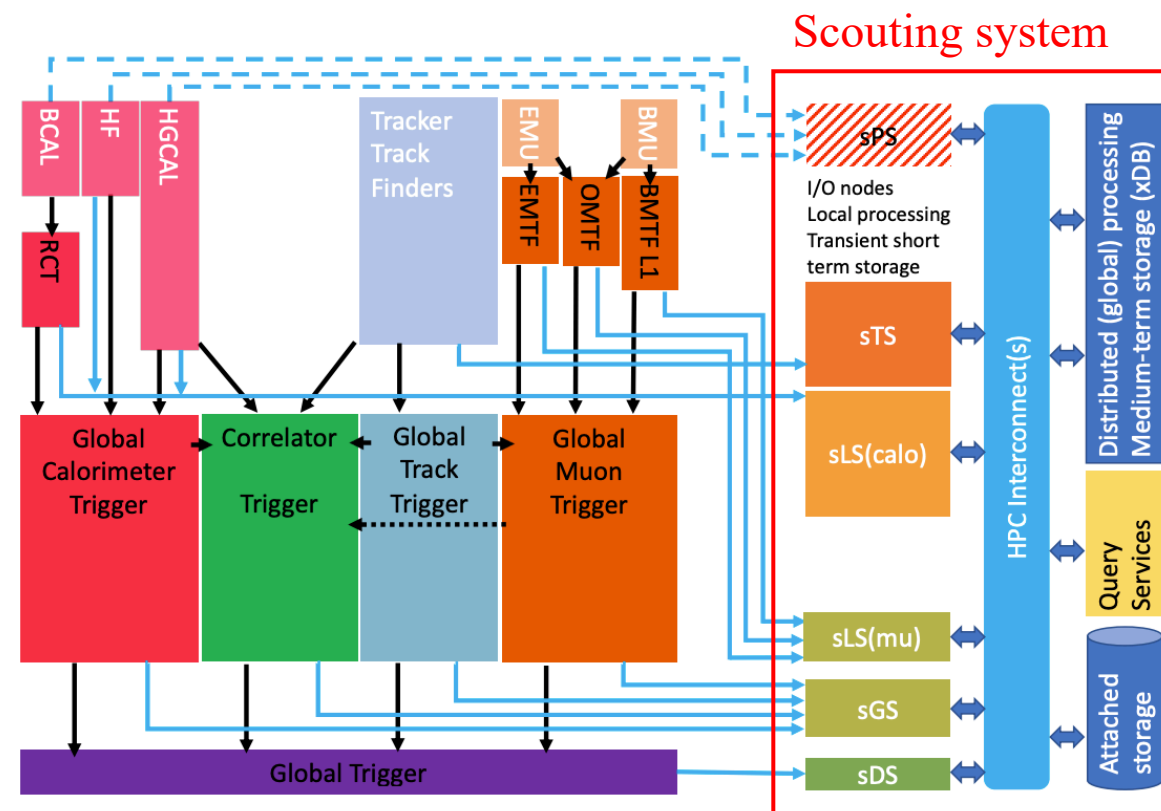 Scouting system
BCAL
HF
HGCAL
Tracker
Track
Finders
EMU
BMU
RCT
EMTF
OMTF
BMTF L1
Global
Calorimeter
Trigger
Correlator
Trigger
Global
Track
Trigger
Global
Muon
Trigger
Global Trigger
sPS
I/O nodes
Local processing
Transient short
term storage
sTS
sLS(calo)
sLS(mu)
sGS
sDS
HPC Interconnect(s)
Distributed (global) processing
Medium-term storage (xDB)
Query
Services
Attached
storage